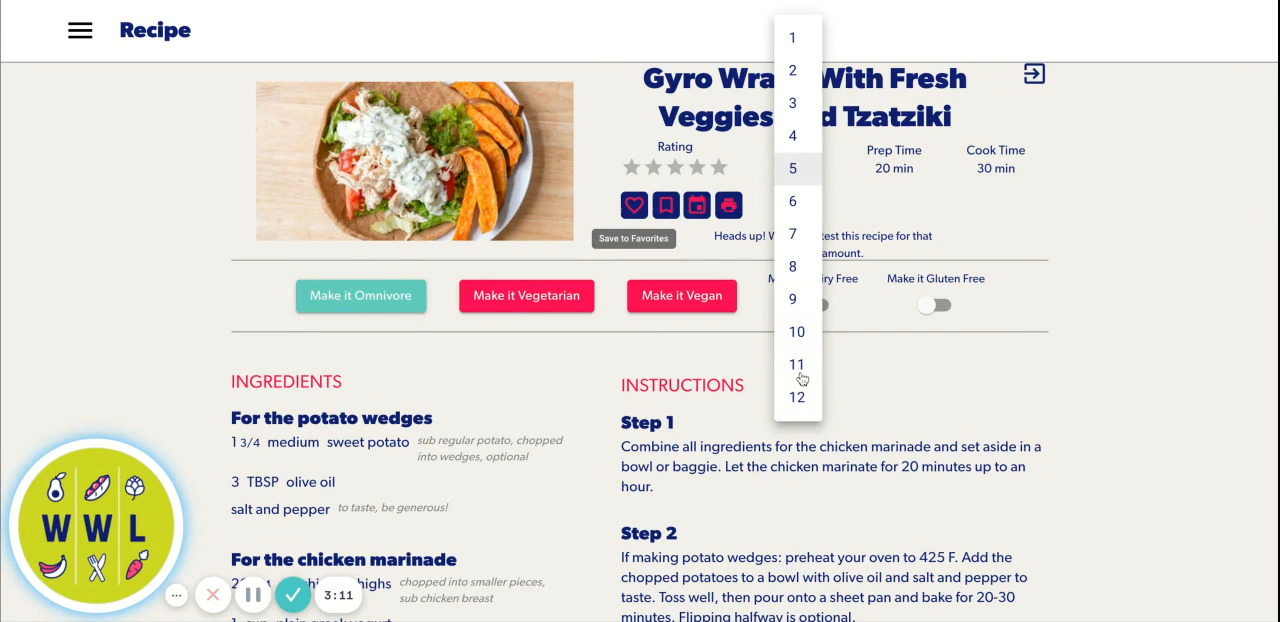 Recipe
Gyro Wra With Fresh
Veggies d Tzatziki
Rating
Prep Time
20 min
Cook Time
30 min
Save to Favorites
Heads up! test this recipe for that
amount.
1
2
3
4
5
6
7
8
9
10
11
12
Make it Omnivore
Make it Vegetarian
Make it Vegan
Free
Make it Gluten Free
INGREDIENTS
For the potato wedges
1 3/4 medium sweet potato sub regular potato, chopped
into wedges, optional
3 TBSP olive oil
salt and pepper to taste, be generous!
For the chicken marinade
chopped into smaller pieces,
sub chicken breast
INSTRUCTIONS
Step 1
Combine all ingredients for the chicken marinade and set aside in a
bowl or baggie. Let the chicken marinate for 20 minutes up to an
hour.
Step 2
If making potato wedges: preheat your oven to 425 F. Add the
chopped potatoes to a bowl with olive oil and salt and pepper to
taste. Toss well, then pour onto a sheet pan and bake for 20-30
minutes. Flipping halfway is optional.
WWL
3:11